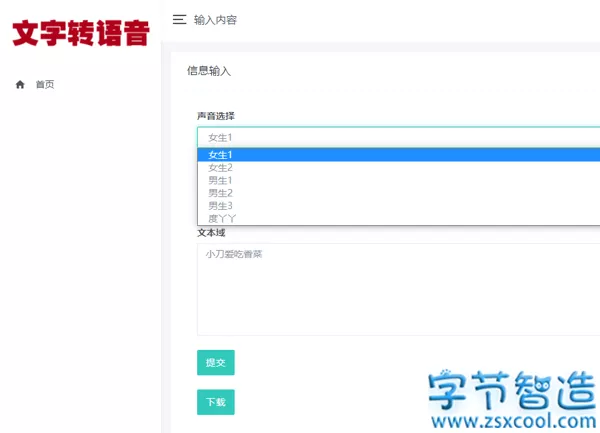 文字转语音
输入内容
首页
信息输入
声音选择
女生1
女生1
女生2
男生1
男生2
男生3
度丫丫
文本域
小刀爱吃香菜
提交
下载
字节智造
www.zsxcool.com